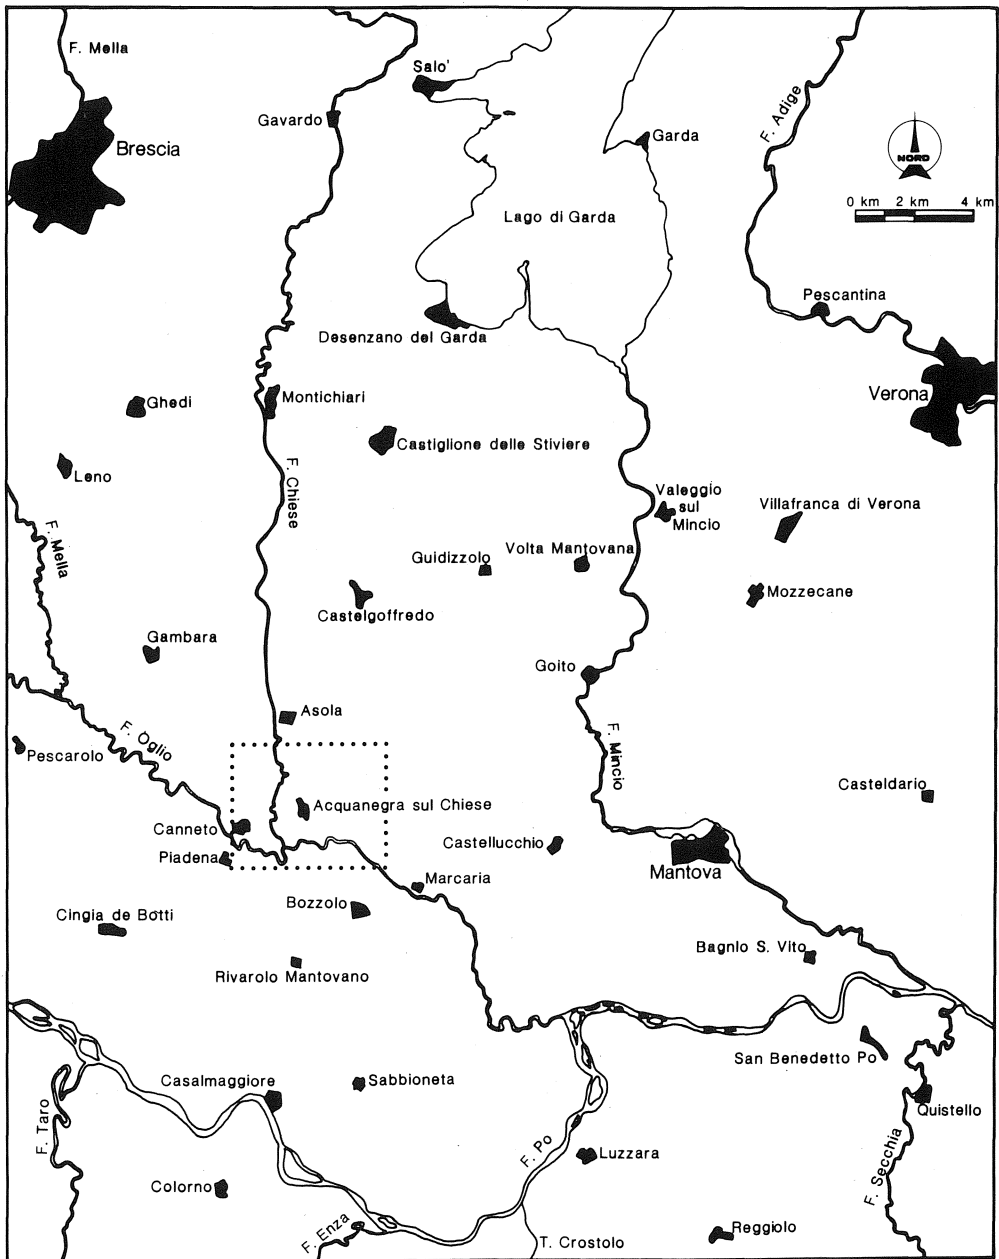 F. Mella
Salo'
Gavardo
Brescia
Garda
F. Adige
NORD
0 km 2 km 4 km
Lago di Garda
Pescantina
Desenzano del Garda
Verona
Ghedi
Montichiari
Castiglione delle Stiviere
Leno
F. Chiese
Valeggio
sul
Mincio
Villafranca di Verona
F. Mella
Guidizzolo
Volta Mantovana
Mozzecane
Castelgoffredo
Gambara
Goito
Asola
F. Oglio
Pescarolo
F. Mincio
Casteldario
Acquanegra sul Chiese
Canneto
Castellucchio
Piadena
Mantova
Marcaria
Bozzolo
Cingia de Botti
Bagnlo S. Vito
Rivarolo Mantovano
San Benedetto Po
Casalmaggiore
Sabbioneta
Quistello
F. Taro
F. Po
Luzzara
F. Secchia
Colorno
F. Enza
T. Crostolo
Reggiolo